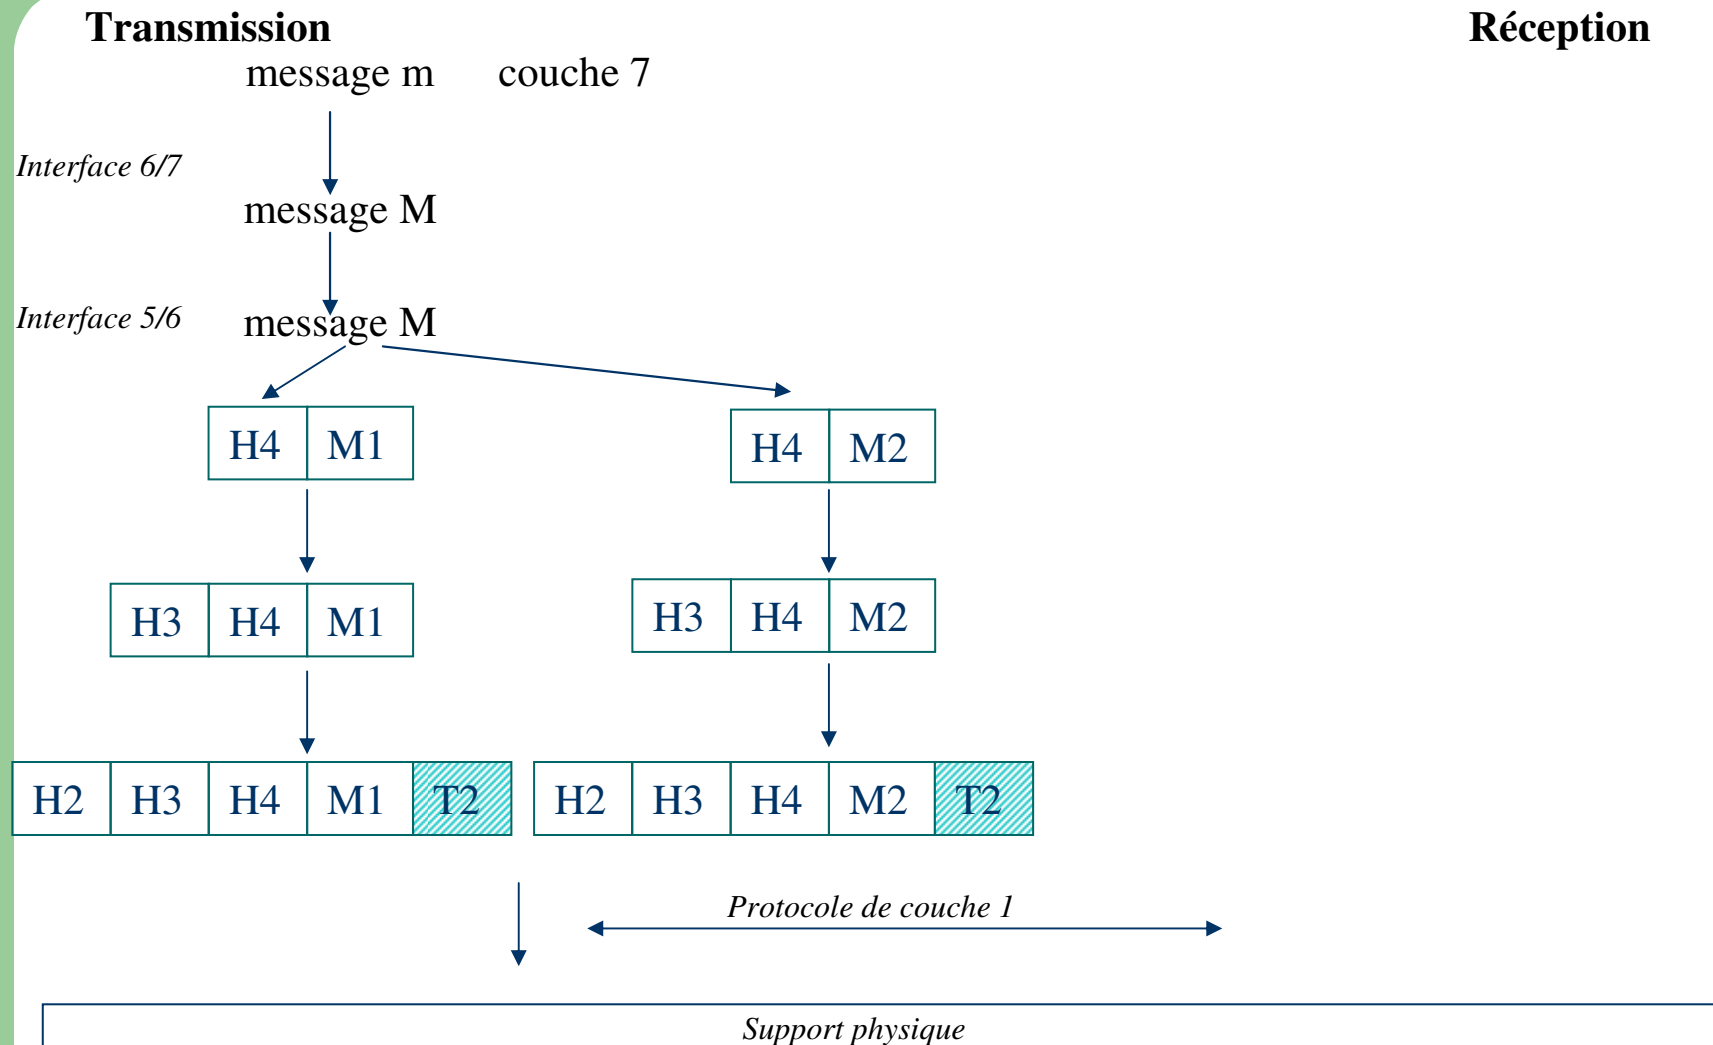 Transmission Réception
message m couche 7
Interface 6/7
message M
Interface 5/6 message M
H4 M1 H4 M2
H3 H4 M1 H3 H4 M2
H2 H3 H4 M1 T2 H2 H3 H4 M2 T2
Protocole de couche 1
Support physique